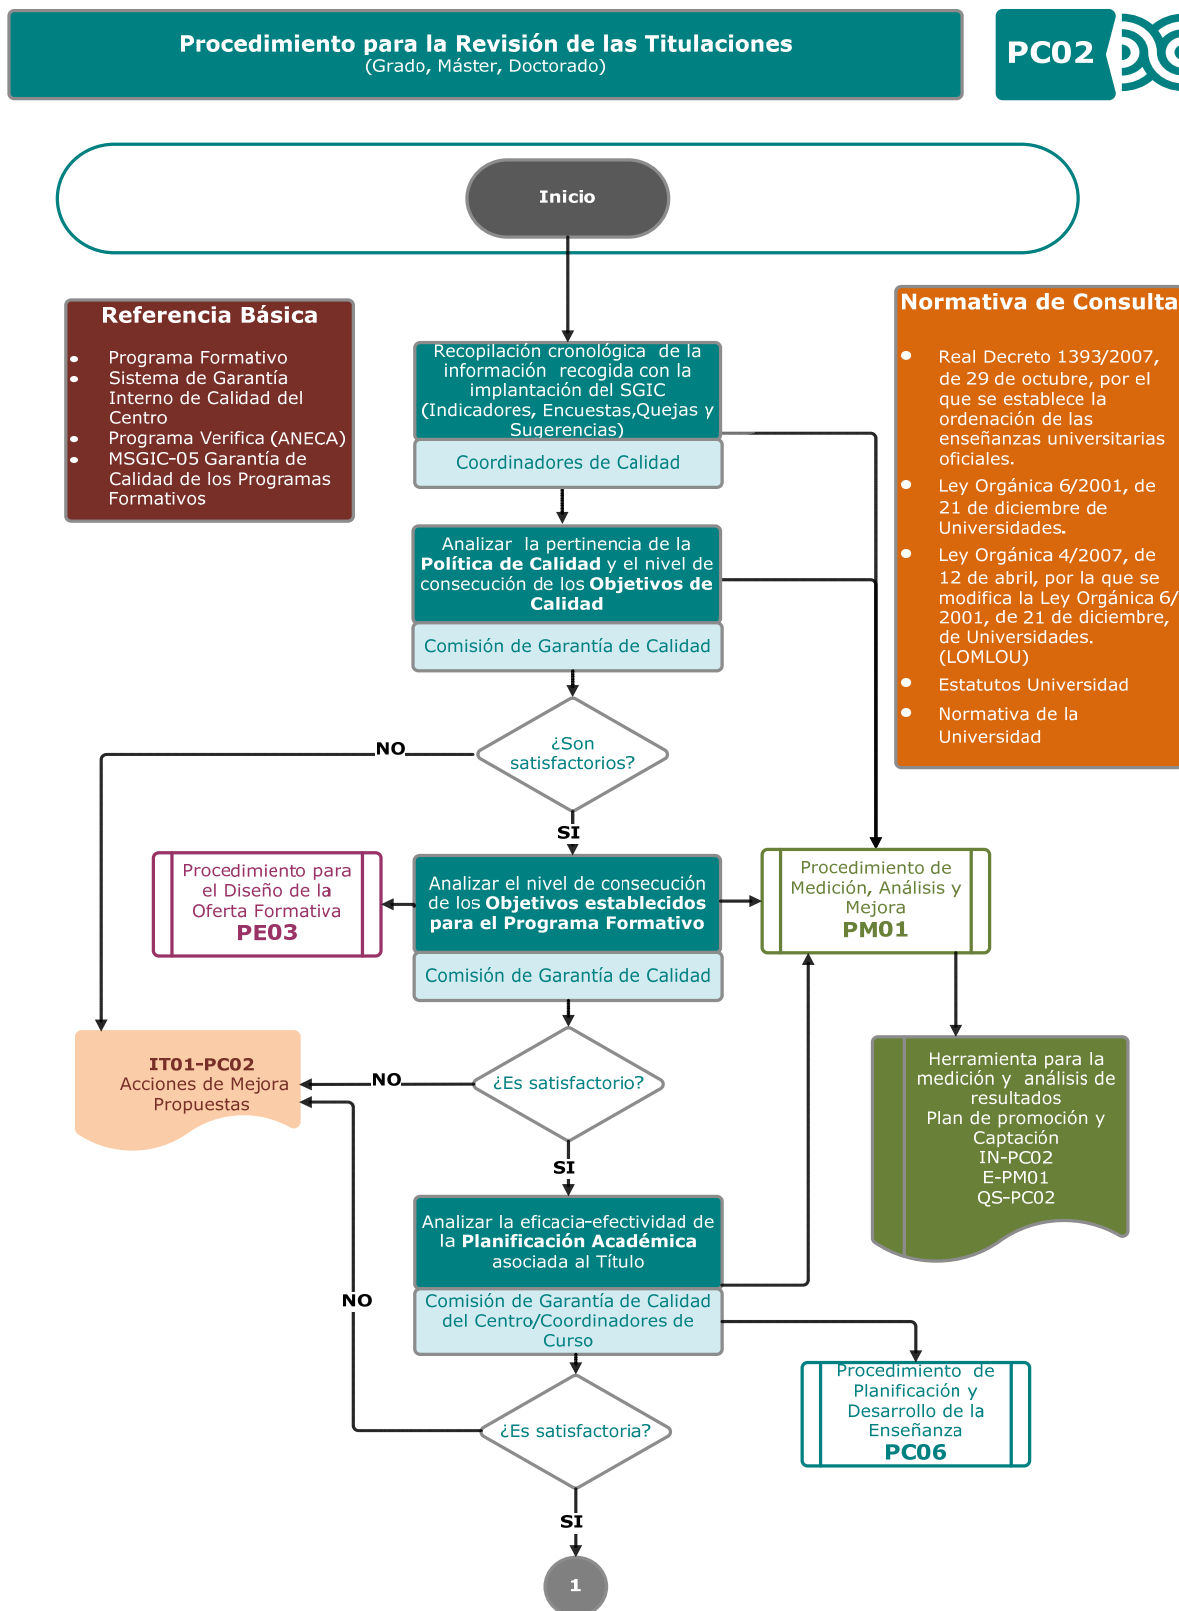 Procedimiento para la Revisión de las Titulaciones
(Grado, Máster, Doctorado)
PC02
Inicio
Referencia Básica
• Programa Formativo
• Sistema de Garantía
Interno de Calidad del
Centro
• Programa Verifica (ANECA)
• MSGIC-05 Garantía de
Calidad de los Programas
Formativos
Recopilación cronológica de la
información recogida con la
implantación del SGIC
(Indicadores, Encuestas,Quejas y
Sugerencias)
Coordinadores de Calidad
Normativa de Consulta
• Real Decreto 1393/2007,
de 29 de octubre, por el
que se establece la
ordenación de las
enseñanzas universitarias
oficiales.
• Ley Orgánica 6/2001, de
21 de diciembre de
Universidades.
• Ley Orgánica 4/2007, de
12 de abril, por la que se
modifica la Ley Orgánica 6/
2001, de 21 de diciembre,
de Universidades.
(LOMLOU)
• Estatutos Universidad
• Normativa de la
Universidad
Analizar la pertinencia de la
Política de Calidad y el nivel de
consecución de los Objetivos de
Calidad
Comisión de Garantía de Calidad
¿Son
satisfactorios?
NO
SI
Procedimiento para
el Diseño de la
Oferta Formativa
PE03
Analizar el nivel de consecución
de los Objetivos establecidos
para el Programa Formativo
Comisión de Garantía de Calidad
Procedimiento de
Medición, Análisis y
Mejora
PM01
IT01-PC02
Acciones de Mejora
Propuestas
NO
¿Es satisfactorio?
SI
Herramienta para la
medición y análisis de
resultados
Plan de promoción y
Captación
IN-PC02
E-PM01
QS-PC02
Analizar la eficacia-efectividad de
la Planificación Académica
asociada al Título
Comisión de Garantía de Calidad
del Centro/Coordinadores de
Curso
NO
Procedimiento de
Planificación y
Desarrollo de la
Enseñanza
PC06
¿Es satisfactoria?
SI
1